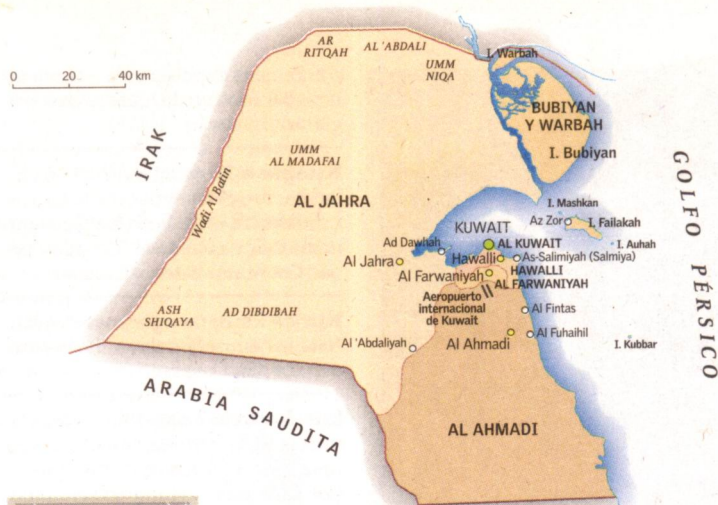 AR
RITQAH
AL 'ABDALI
I. Warbah
UMM
NIQA
0 20 40 km
BUBIYAN
Y WARBAH
I. Bubiyan
IRAK
UMM
AL MADAFAI
Wadi Al Batin
AL JAHRA
GOLFO PÉRSICO
I. Mashkan
Az Zor
I. Failakah
KUWAIT
Ad Dawhah
AL KUWAIT
I. Auhah
Al Jahra
Hawalli
As-Salimiyah (Salmiya)
HAWALLI
Al Farwaniyah
AL FARWANIYAH
Aeropuerto
internacional
de Kuwait
ASH
SHIQAYA
AD DIBDIBAH
Al Fintas
Al 'Abdaliyah
Al Ahmadi
Al Fuhaihil
I. Kubbar
ARABIA SAUDITA
AL AHMADI